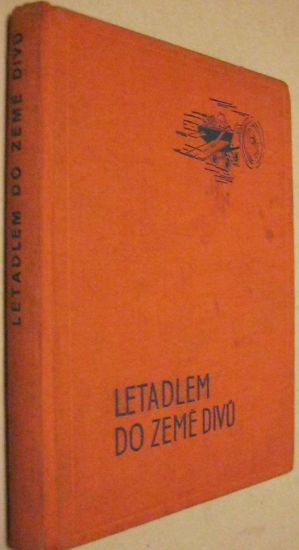 LETADLEM DO ZEMĚ DIVŮ
LETADLEM
DO ZEMĚ DIVŮ